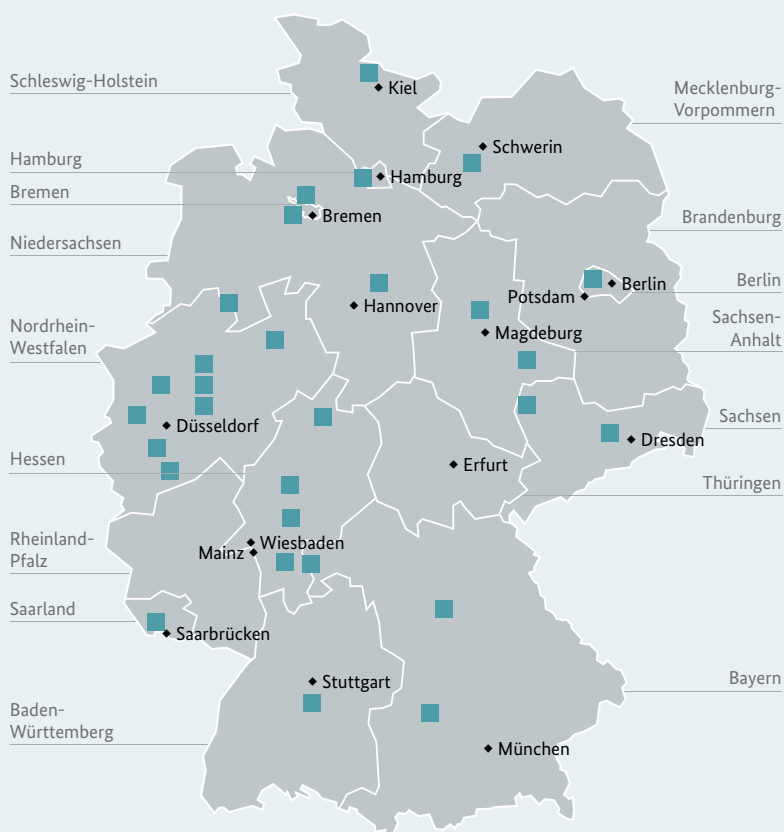 Schleswig-Holstein
Kiel
Mecklenburg-
Vorpommern
Schwerin
Hamburg
Hamburg
Bremen
Bremen
Brandenburg
Niedersachsen
Berlin
Berlin
Potsdam
Hannover
Sachsen-
Anhalt
Nordrhein-
Westfalen
Magdeburg
Düsseldorf
Sachsen
Dresden
Hessen
Erfurt
Thüringen
Rheinland-
Pfalz
Wiesbaden
Mainz
Saarland
Saarbrücken
Stuttgart
Bayern
Baden-
Württemberg
München